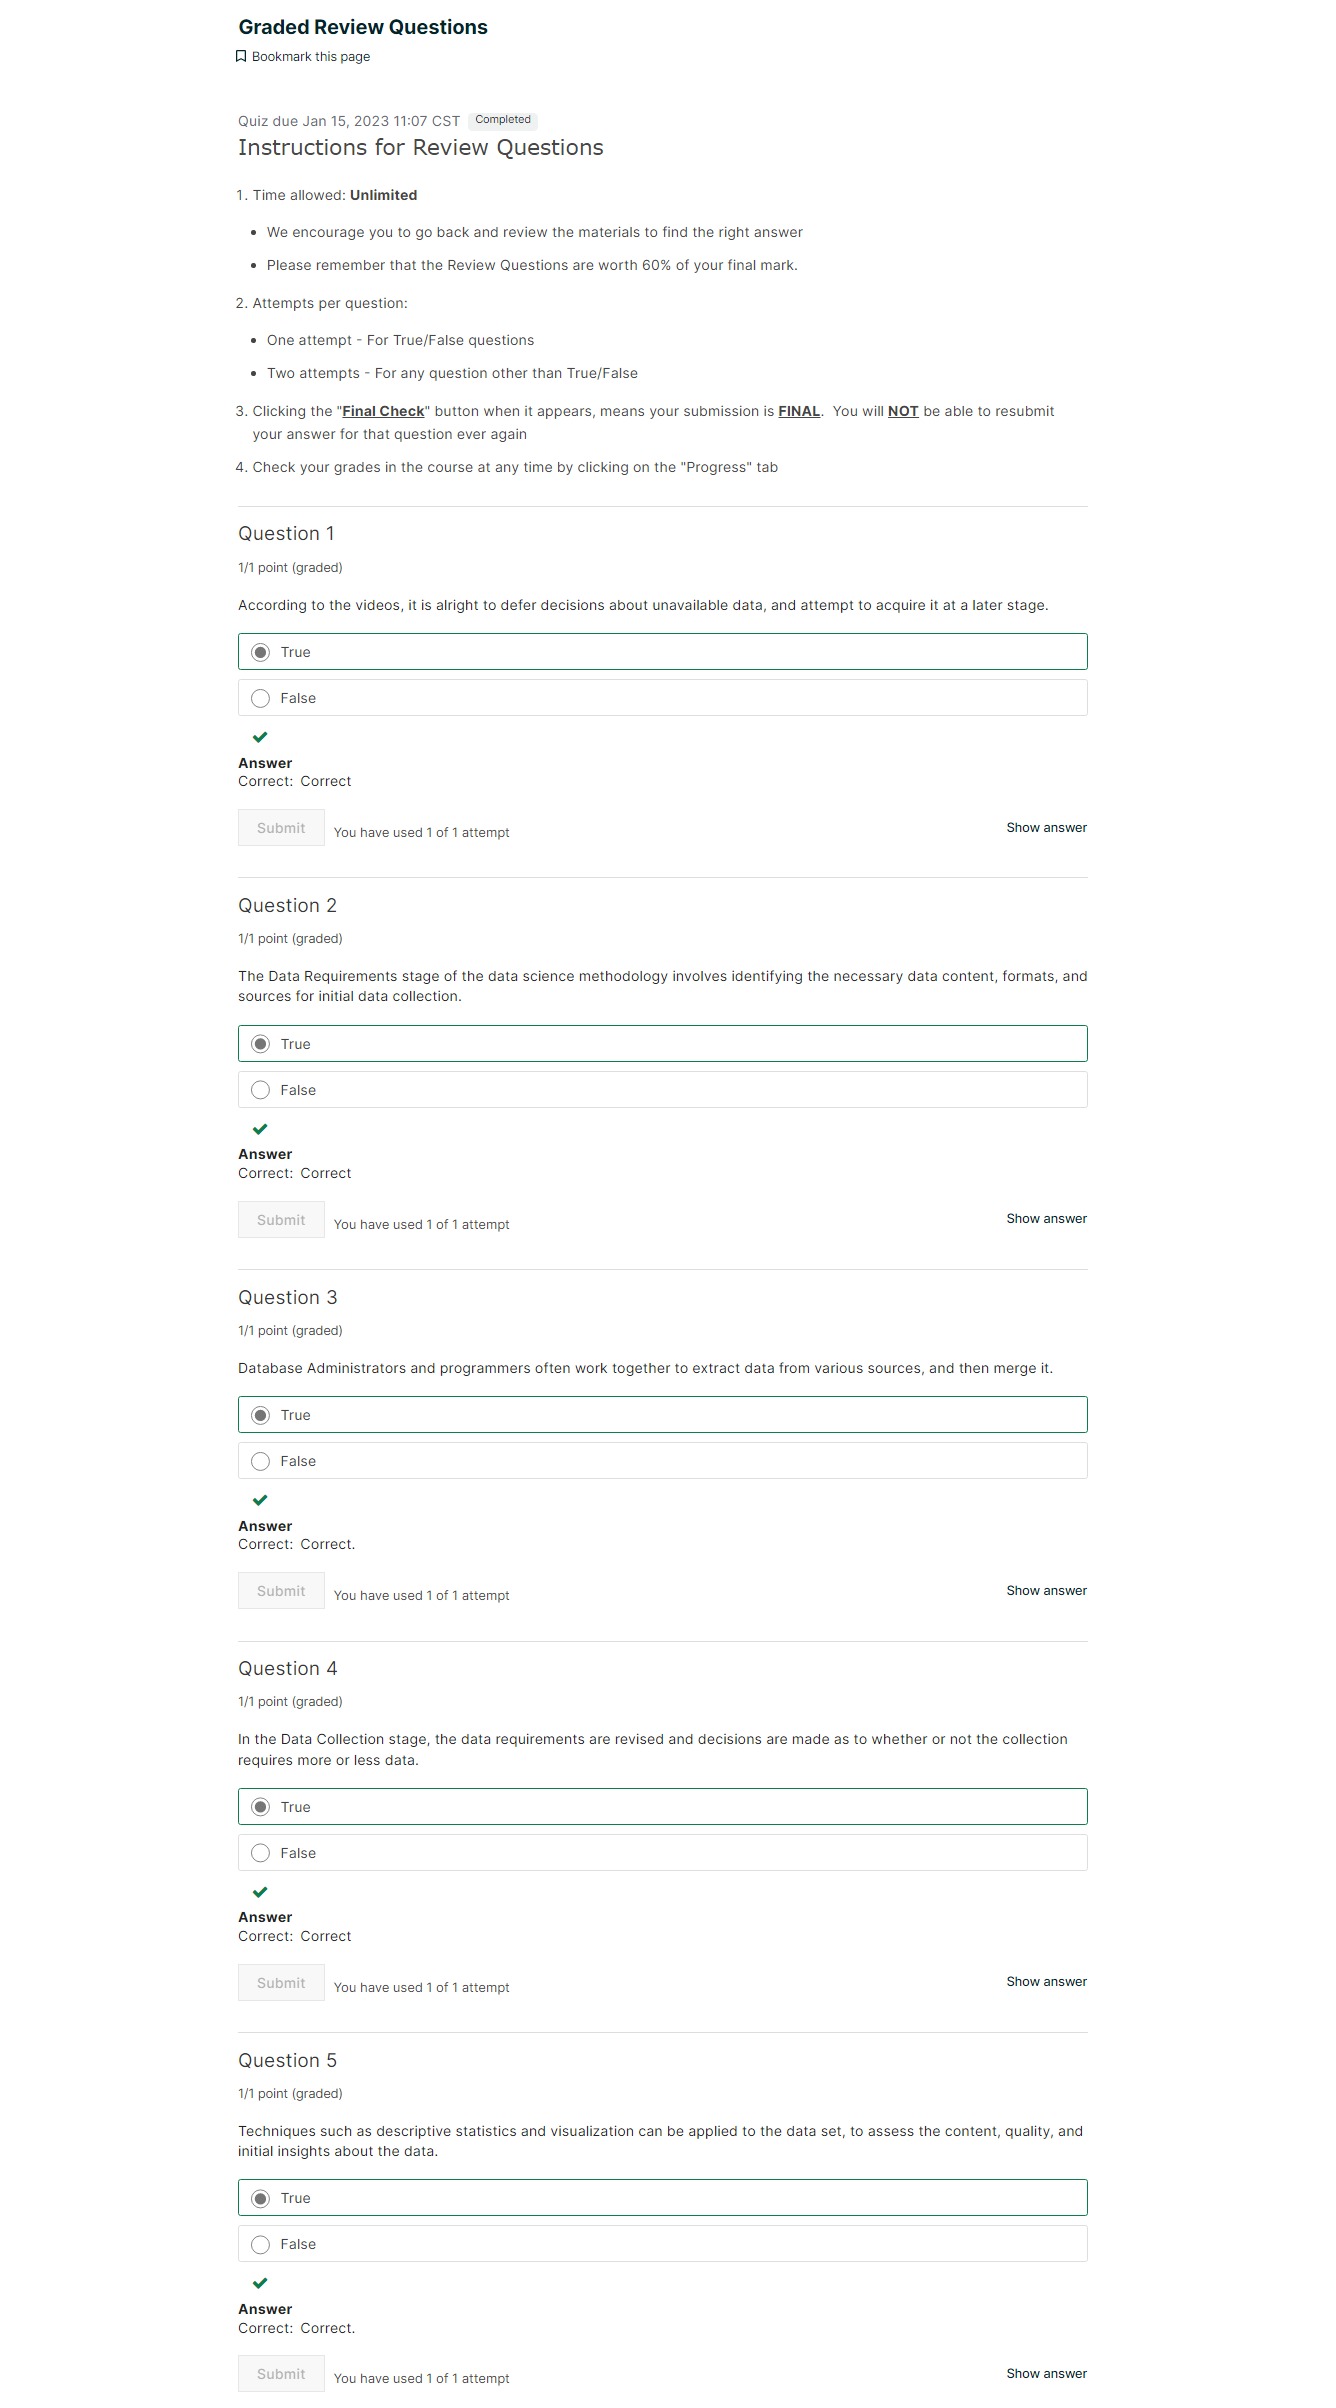 Graded Review Questions
Bookmark this page
Quiz due Jan 15, 2023 11:07 CST Completed
Instructions for Review Questions
1. Time allowed: Unlimited
• We encourage you to go back and review the materials to find the right answer
• Please remember that the Review Questions are worth 60% of your final mark.
2. Attempts per question:
• One attempt - For True/False questions
• Two attempts - For any question other than True/False
3. Clicking the "Final Check" button when it appears, means your submission is FINAL. You will NOT be able to resubmit
your answer for that question ever again
4. Check your grades in the course at any time by clicking on the "Progress" tab
Question 1
1/1 point (graded)
According to the videos, it is alright to defer decisions about unavailable data, and attempt to acquire it at a later stage.
True
False
Answer
Correct: Correct
Submit You have used 1 of 1 attempt Show answer
Question 2
1/1 point (graded)
The Data Requirements stage of the data science methodology involves identifying the necessary data content, formats, and
sources for initial data collection.
True
False
Answer
Correct: Correct
Submit You have used 1 of 1 attempt Show answer
Question 3
1/1 point (graded)
Database Administrators and programmers often work together to extract data from various sources, and then merge it.
True
False
Answer
Correct: Correct.
Submit You have used 1 of 1 attempt Show answer
Question 4
1/1 point (graded)
In the Data Collection stage, the data requirements are revised and decisions are made as to whether or not the collection
requires more or less data.
True
False
Answer
Correct: Correct
Submit You have used 1 of 1 attempt Show answer
Question 5
1/1 point (graded)
Techniques such as descriptive statistics and visualization can be applied to the data set, to assess the content, quality, and
initial insights about the data.
True
False
Answer
Correct: Correct.
Submit You have used 1 of 1 attempt Show answer